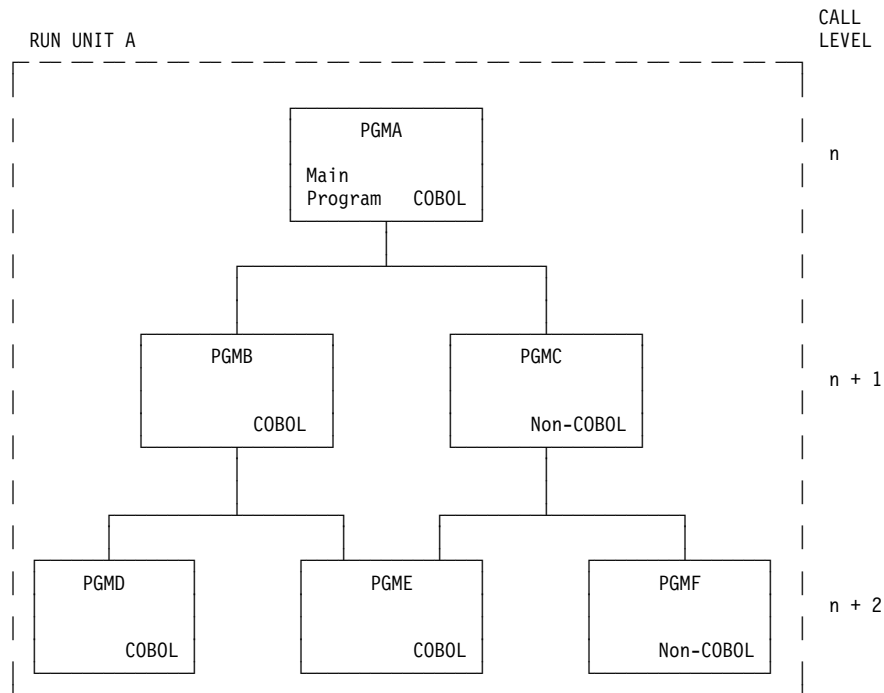 CALL
RUN UNIT A LEVEL
PGMA
n
Main
Program COBOL
PGMB PGMC
n + 1
COBOL Non-COBOL
PGMD PGME PGMF
n + 2
COBOL COBOL Non-COBOL